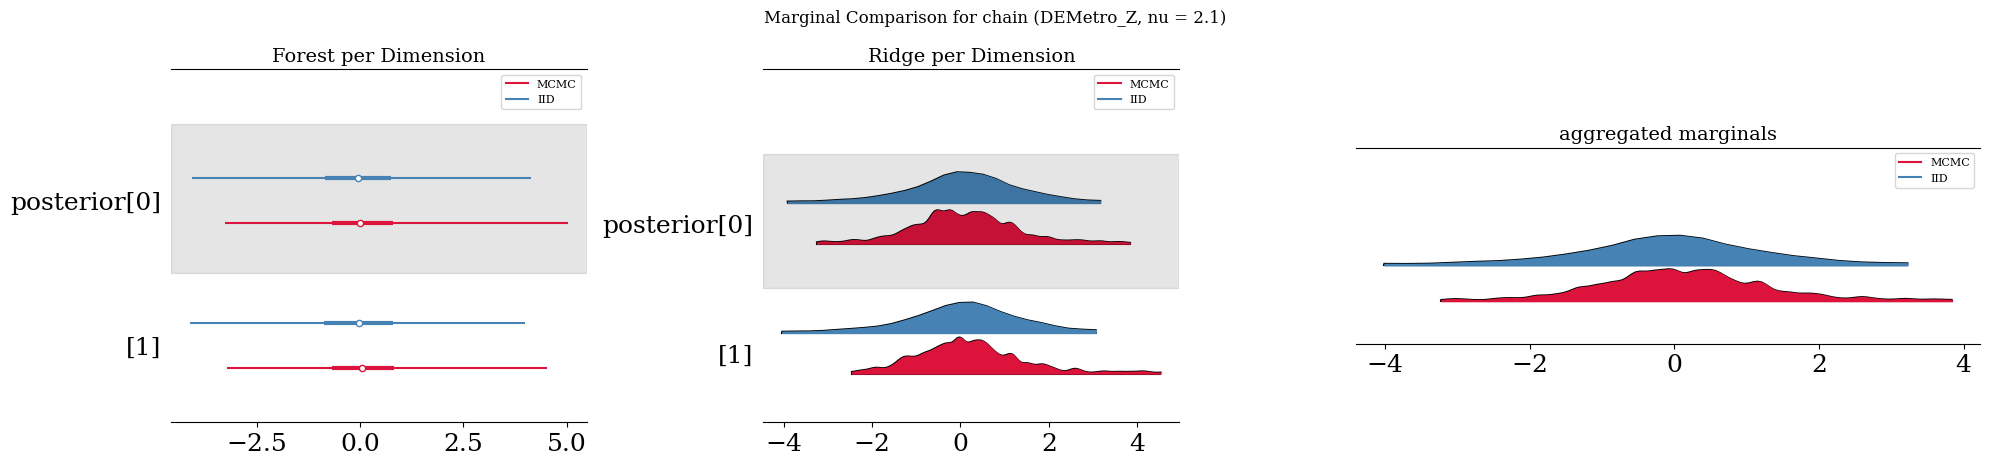 Marginal Comparison for chain (DEMetro_Z, nu = 2.1)
Forest per Dimension
MCMC
IID
posterior[0]
[1]
−2.5 0.0 2.5 5.0
Ridge per Dimension
MCMC
IID
posterior[0]
[1]
−4 −2 0 2 4
aggregated marginals
MCMC
IID
−4 −2 0 2 4